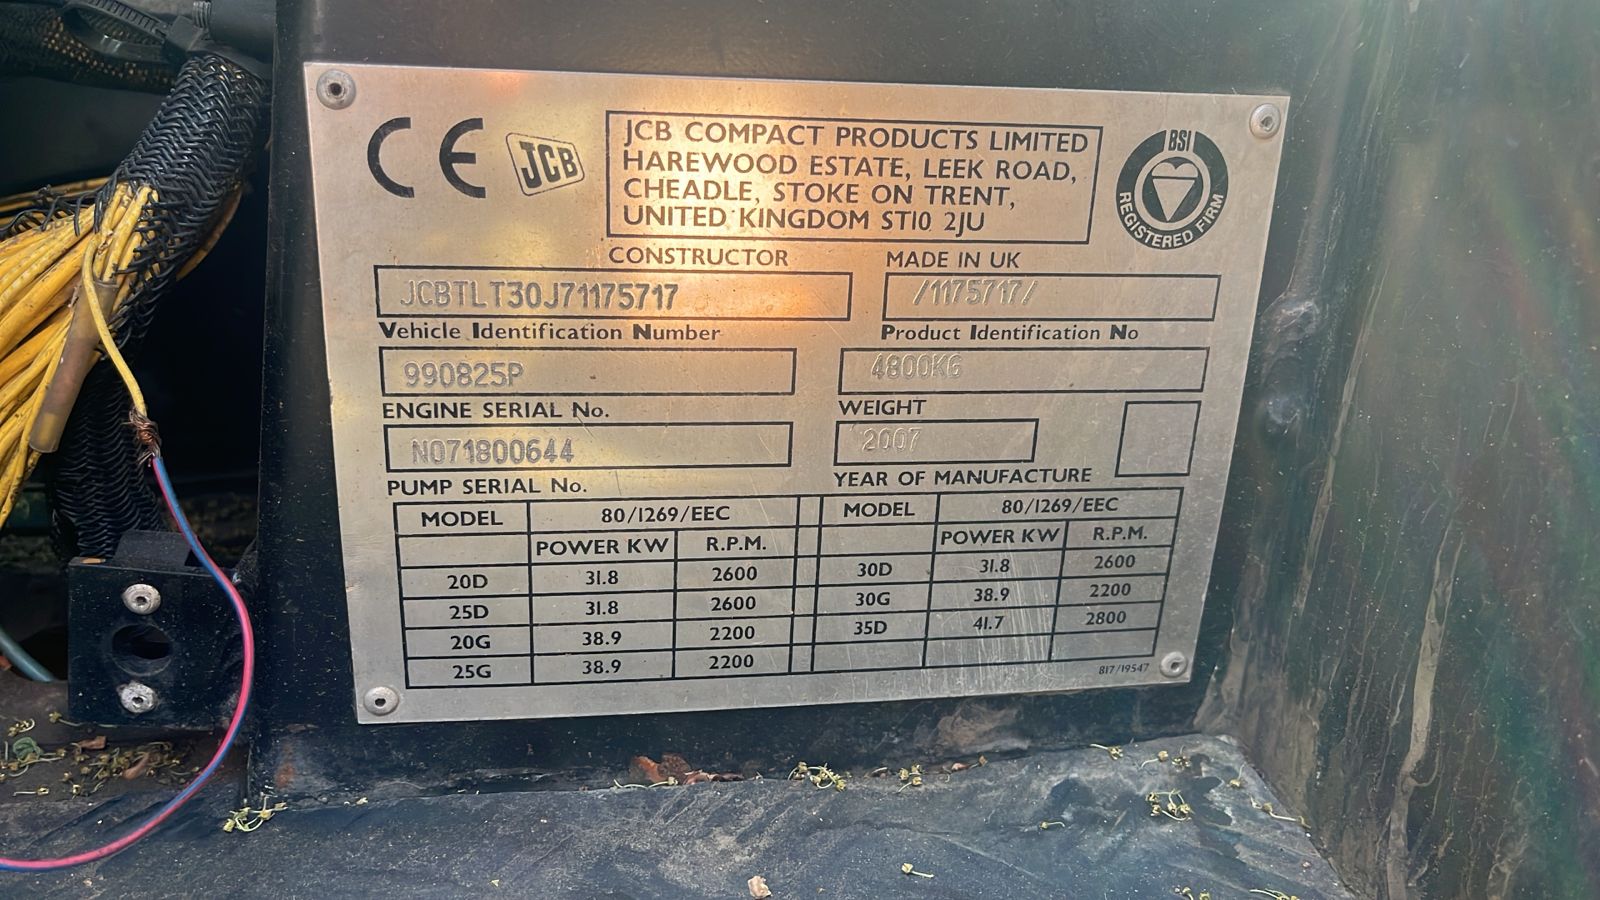 CE JCB
JCB COMPACT PRODUCTS LIMITED
HAREWOOD ESTATE, LEEK ROAD,
CHEADLE, STOKE ON TRENT,
UNITED KINGDOM ST10 2JU
BSI
REGISTERED FIRM
CONSTRUCTOR MADE IN UK
JCBTLT30J71175717 /1175717/
Vehicle Identification Number Product Identification No
990825P 4800KG
ENGINE SERIAL No. WEIGHT
N071800644 2007
PUMP SERIAL No. YEAR OF MANUFACTURE
MODEL 80/1269/EEC MODEL 80/1269/EEC
POWER KW R.P.M. POWER KW R.P.M.
20D 31.8 2600 30D 31.8 2600
25D 31.8 2600 30G 38.9 2200
20G 38.9 2200 35D 41.7 2800
25G 38.9 2200
817/19547